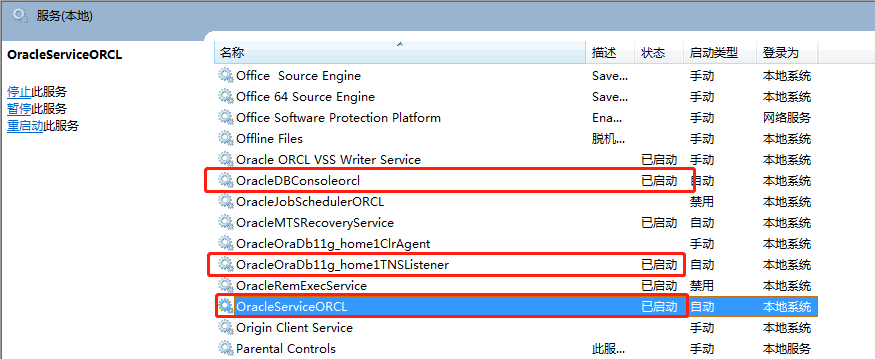 服务(本地)
OracleServiceORCL
停止此服务
暂停此服务
重启动此服务
名称 描述 状态 启动类型 登录为
Office  Source Engine Save... 手动 本地系统
Office 64 Source Engine Save... 手动 本地系统
Office Software Protection Platform Ena... 手动 网络服务
Offline Files 脱机... 手动 本地系统
Oracle ORCL VSS Writer Service 已启动 手动 本地系统
OracleDBConsoleorcl 已启动 自动 本地系统
OracleJobSchedulerORCL 禁用 本地系统
OracleMTSRecoveryService 已启动 自动 本地系统
OracleOraDb11g_home1ClrAgent 手动 本地系统
OracleOraDb11g_home1TNSListener 已启动 自动 本地系统
OracleRemExecService 已启动 禁用 本地系统
OracleServiceORCL 已启动 自动 本地系统
Origin Client Service 手动 本地系统
Parental Controls 此服... 手动 本地服务